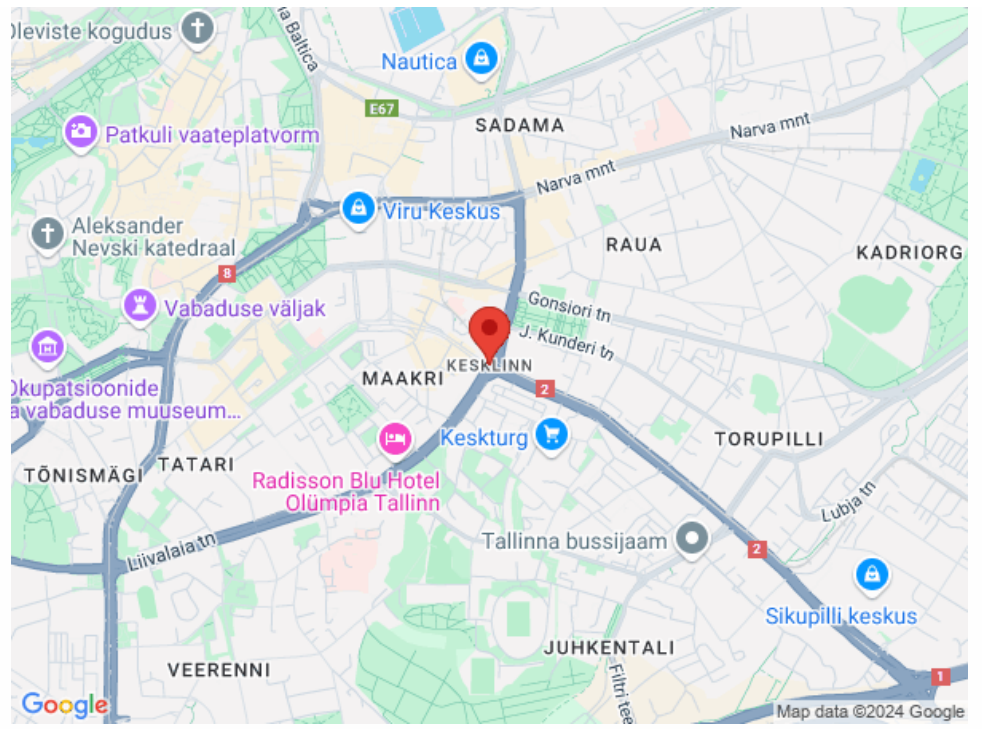 Oleviste kogudus
a Baltica
Nautica
E67
SADAMA
Patkuli vaateplatvorm
Narva mnt
Narva mnt
Viru Keskus
Aleksander
Nevski katedraal
RAUA
KADRIORG
8
Vabaduse väljak
Gonsiori tn
J. Kunderi tn
KESKLINN
MAAKRI
2
Okupatsioonide
a vabaduse muuseum...
Keskturg
TORUPILLI
TÕNISMÄGI
TATARI
Radisson Blu Hotel
Olümpia Tallinn
Lubja tn
Liivalaia tn
Tallinna bussijaam
2
Sikupilli keskus
JUHKENTALI
VEERENNI
Filtri tee
1
Google
Map data ©2024 Google